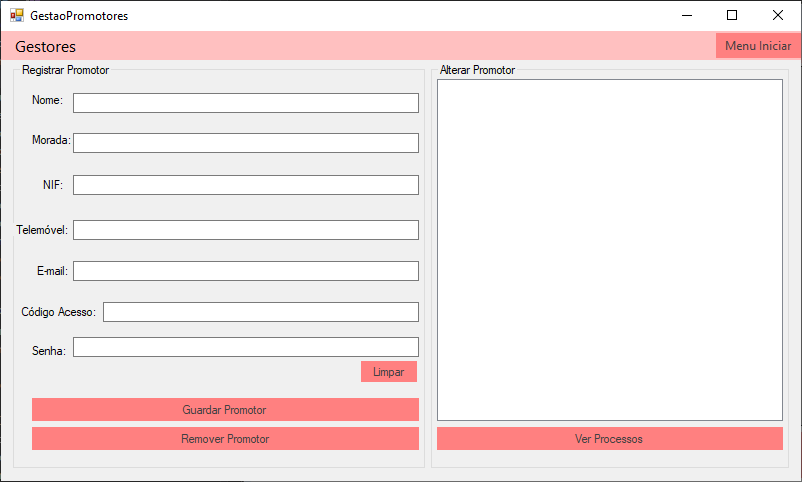 GestaoPromotores
Gestores
Menu Iniciar
Registrar Promotor
Nome:
Morada:
NIF:
Telemóvel:
E-mail:
Código Acesso:
Senha:
Limpar
Guardar Promotor
Remover Promotor
Alterar Promotor
Ver Processos